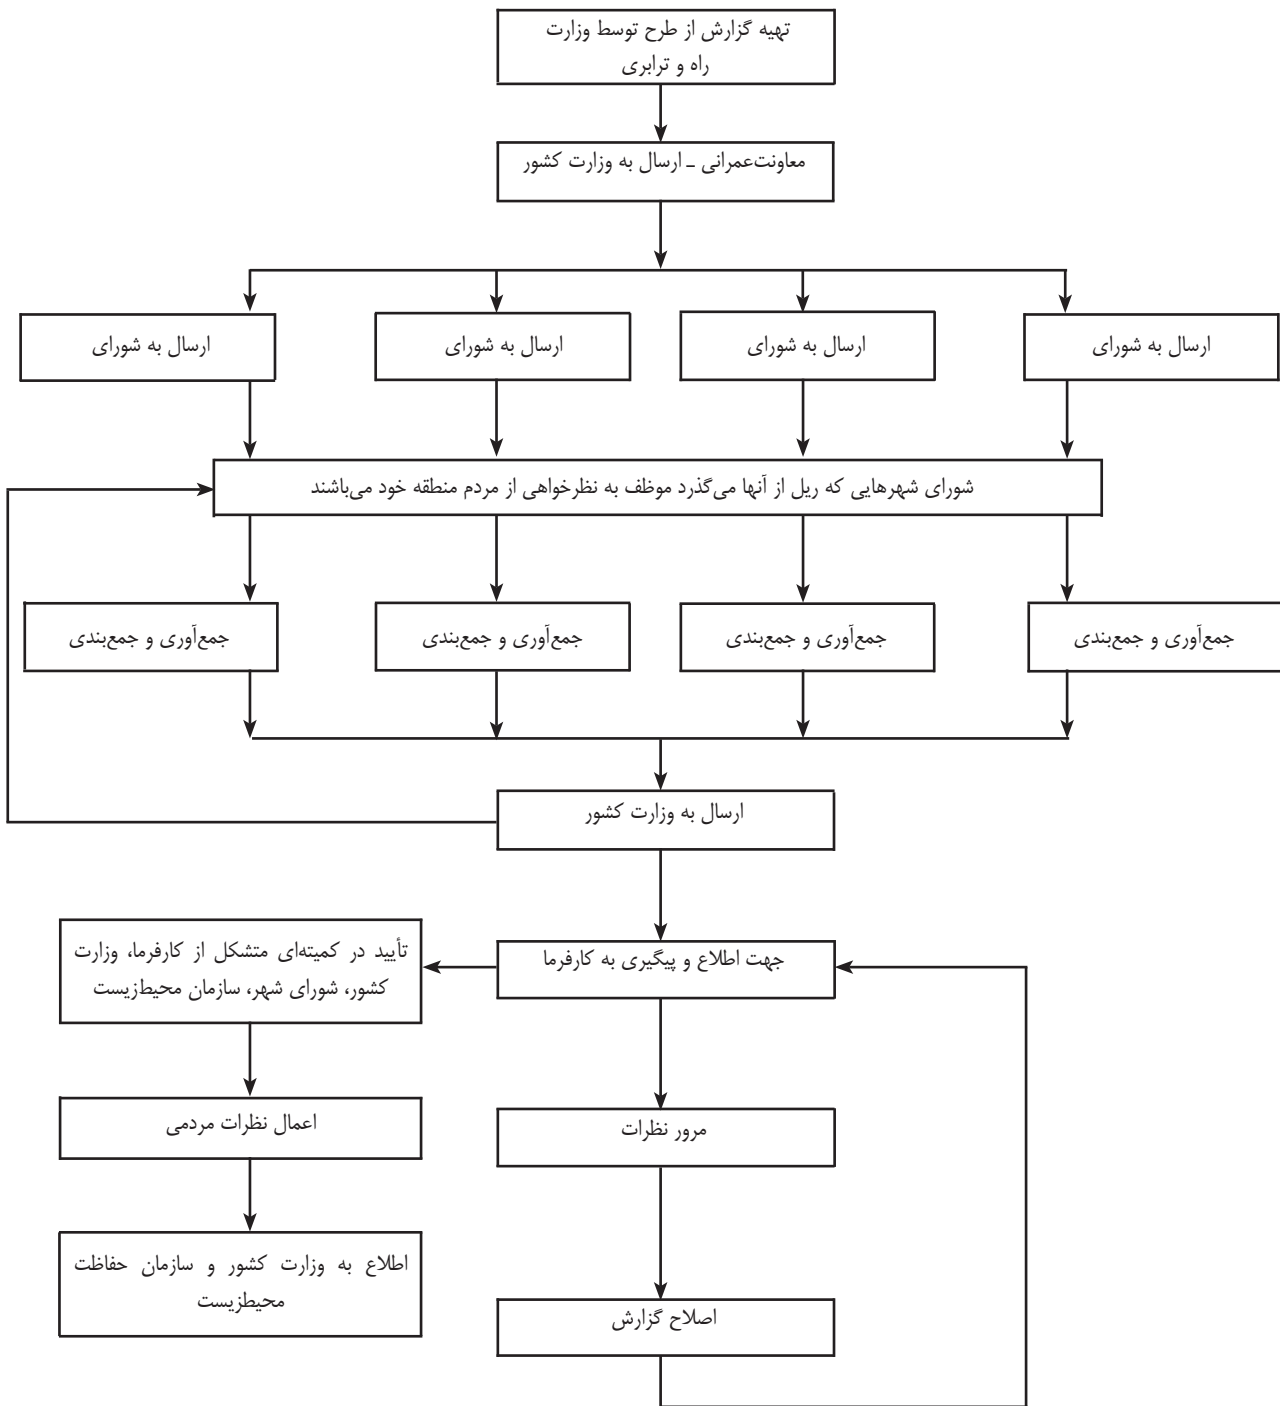 تهیه گزارش از طرح توسط وزارت
راه و ترابری
معاونت‌عمرانی ـ ارسال به وزارت کشور
ارسال به شورای
ارسال به شورای
ارسال به شورای
ارسال به شورای
شورای شهرهایی که ریل از آنها می‌گذرد موظف به نظرخواهی از مردم منطقه خود می‌باشند
جمع‌آوری و جمع‌بندی
جمع‌آوری و جمع‌بندی
جمع‌آوری و جمع‌بندی
جمع‌آوری و جمع‌بندی
ارسال به وزارت کشور
جهت اطلاع و پیگیری به کارفرما
تأیید در کمیته‌ای متشکل از کارفرما، وزارت
کشور، شورای شهر، سازمان محیط‌زیست
مرور نظرات
اعمال نظرات مردمی
اصلاح گزارش
اطلاع به وزارت کشور و سازمان حفاظت
محیط‌زیست